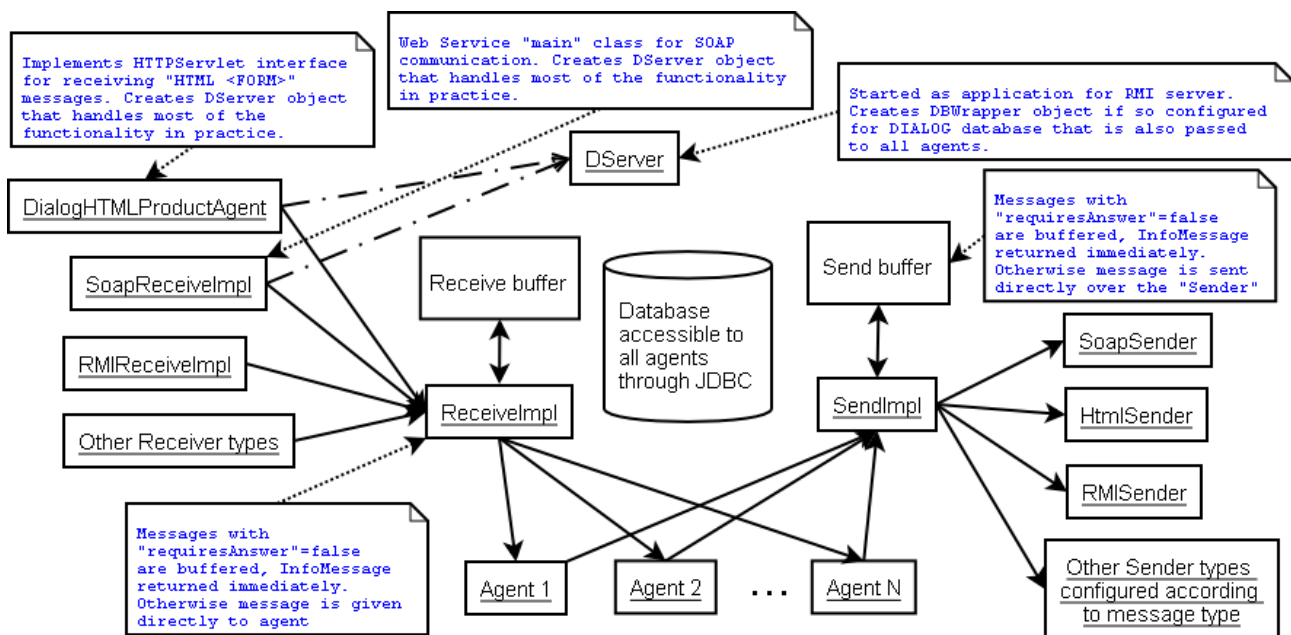 Implements HTTPServlet interface
for receiving "HTML <FORM>"
messages. Creates DServer object
that handles most of the
functionality in practice.
Web Service "main" class for SOAP
communication. Creates DServer object
that handles most of the functionality
in practice.
Started as application for RMI server.
Creates DBWrapper object if so configured
for DIALOG database that is also passed
to all agents.
DServer
DialogHTMLProductAgent
Messages with
"requiresAnswer"=false
are buffered, InfoMessage
returned immediately.
Otherwise message is sent
directly over the "Sender"
SoapReceiveImpl
Receive buffer
Database
accessible to
all agents
through JDBC
Send buffer
RMIReceiveImpl
SoapSender
ReceiveImpl
SendImpl
HtmlSender
Other Receiver types
RMISender
Messages with
"requiresAnswer"=false
are buffered, InfoMessage
returned immediately.
Otherwise message is given
directly to agent
Agent 1
Agent 2
...
Agent N
Other Sender types
configured according
to message type